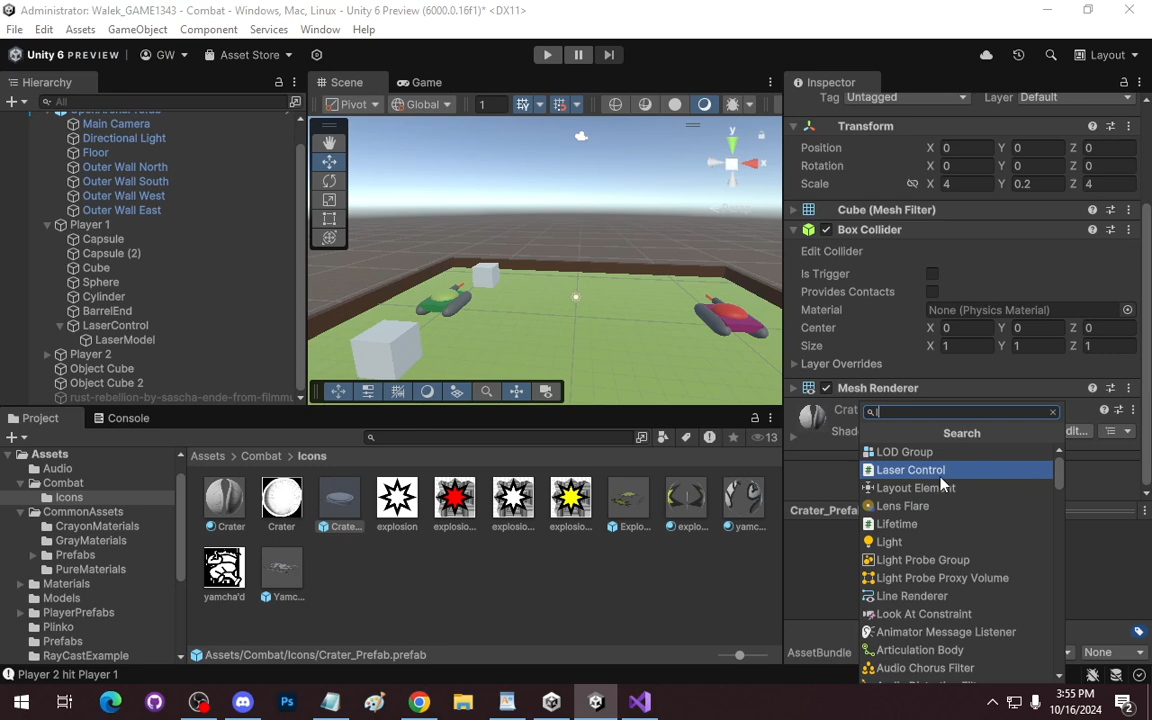 Administrator: Walek_GAME1343 - Combat - Windows, Mac, Linux - Unity 6 Preview (6000.0.16f1)* <DX11>
File Edit Assets GameObject Component Services Window Help
Unity 6 PREVIEW GW Asset Store Layout
Hierarchy
All
Main Camera
Directional Light
Floor
Outer Wall North
Outer Wall South
Outer Wall West
Outer Wall East
Player 1
Capsule
Capsule (2)
Cube
Sphere
Cylinder
BarrelEnd
LaserControl
LaserModel
Player 2
Object Cube
Object Cube 2
rust-rebellion-by-sascha-ende-from-filmmu
Scene Game
Pivot Global 1
y
x
Inspector
Tag Untagged Layer Default
Transform
Position X 0 Y 0 Z 0
Rotation X 0 Y 0 Z 0
Scale X 4 Y 0.2 Z 4
Cube (Mesh Filter)
Box Collider
Edit Collider
Is Trigger
Provides Contacts
Material None (Physics Material)
Center X 0 Y 0 Z 0
Size X 1 Y 1 Z 1
Layer Overrides
Mesh Renderer
l
Search
LOD Group
Laser Control
Layout Element
Lens Flare
Lifetime
Light
Light Probe Group
Light Probe Proxy Volume
Line Renderer
Look At Constraint
Animator Message Listener
Articulation Body
Audio Chorus Filter
Crater_Prefa
AssetBundle None
Project Console
13
Assets
Audio
Combat
Icons
CommonAssets
CrayonMaterials
GrayMaterials
Prefabs
PureMaterials
Materials
Models
PlayerPrefabs
Plinko
Prefabs
RayCastExample
Assets > Combat > Icons
Crater Crater Crate... explosion explosio... explosio... explosio... Explo... explo... yamc...
yamcha'd Yamc...
Assets/Combat/Icons/Crater_Prefab.prefab
Player 2 hit Player 1
3:55 PM
10/16/2024
2